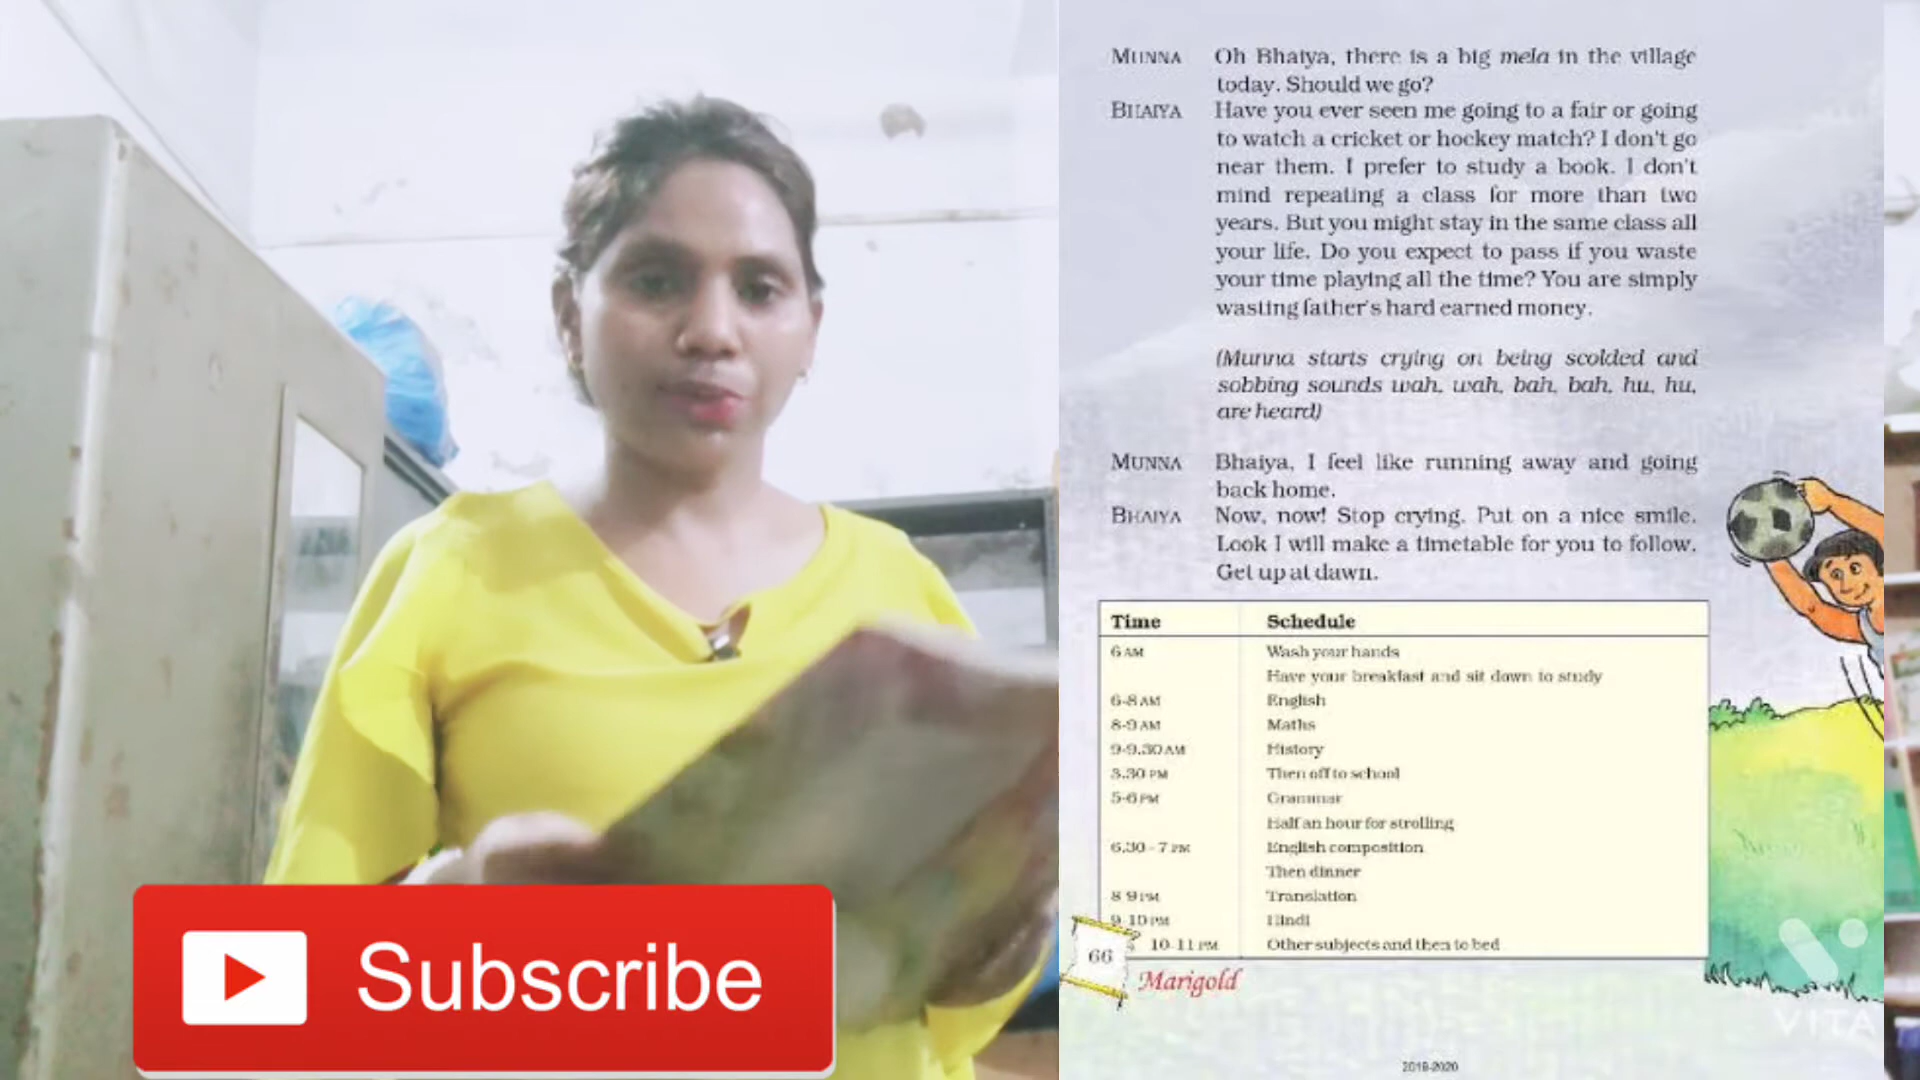 MUNNA Oh Bhaiya, there is a big mela in the village
today. Should we go?
BHAIYA Have you ever seen me going to a fair or going
to watch a cricket or hockey match? I don't go
near them. I prefer to study a book. I don't
mind repeating a class for more than two
years. But you might stay in the same class all
your life. Do you expect to pass if you waste
your time playing all the time? You are simply
wasting father's hard earned money.
(Munna starts crying on being scolded and
sobbing sounds wah, wah, bah, bah, hu, hu,
are heard)
MUNNA Bhaiya, I feel like running away and going
back home.
BHAIYA Now, now! Stop crying. Put on a nice smile.
Look I will make a timetable for you to follow.
Get up at dawn.
Time Schedule
6 AM Wash your hands
Have your breakfast and sit down to study
6-8 AM English
8-9 AM Maths
9-9.30 AM History
3.30 PM Then off to school
5-6 PM Grammar
Half an hour for strolling
6.30 - 7 PM English composition
Then dinner
8 9 PM Translation
9-10 PM Hindi
10-11 PM Other subjects and then to bed
66
Marigold
2019-2020
Subscribe
VITA